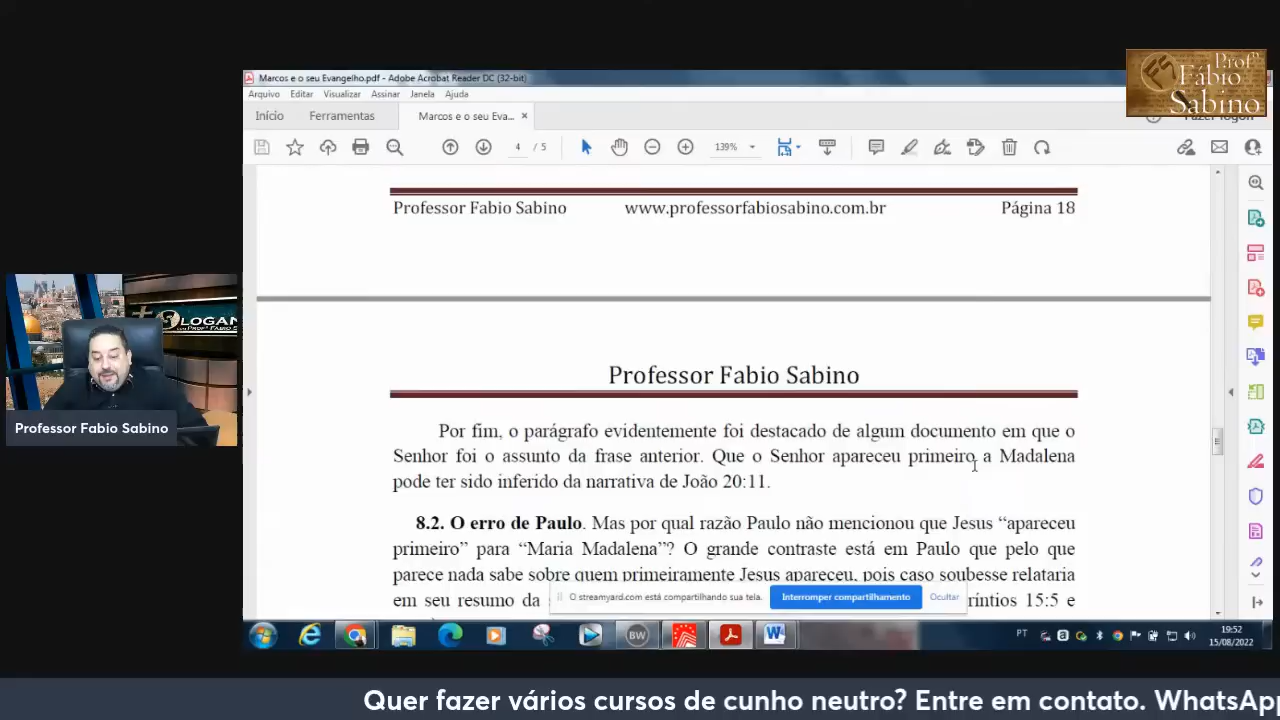 Prof.º
Fábio
Sabino
Marcos e o seu Evangelho.pdf - Adobe Acrobat Reader DC (32-bit)
Arquivo Editar Visualizar Assinar Janela Ajuda
Início Ferramentas Marcos e o seu Eva... ×
4 / 5 139%
Professor Fabio Sabino www.professorfabiosabino.com.br Página 18
LOGAN
Professor Fabio Sabino
Professor Fabio Sabino
Por fim, o parágrafo evidentemente foi destacado de algum documento em que o
Senhor foi o assunto da frase anterior. Que o Senhor apareceu primeiro a Madalena
pode ter sido inferido da narrativa de João 20:11.
8.2. O erro de Paulo. Mas por qual razão Paulo não mencionou que Jesus “apareceu
primeiro” para “Maria Madalena”? O grande contraste está em Paulo que pelo que
parece nada sabe sobre quem primeiramente Jesus apareceu, pois caso soubesse relataria
em seu resumo da ríntios 15:5 e
O streamyard.com está compartilhando sua tela. Interromper compartilhamento Ocultar
BW W PT 19:52
15/08/2022
Quer fazer vários cursos de cunho neutro? Entre em contato. WhatsAp